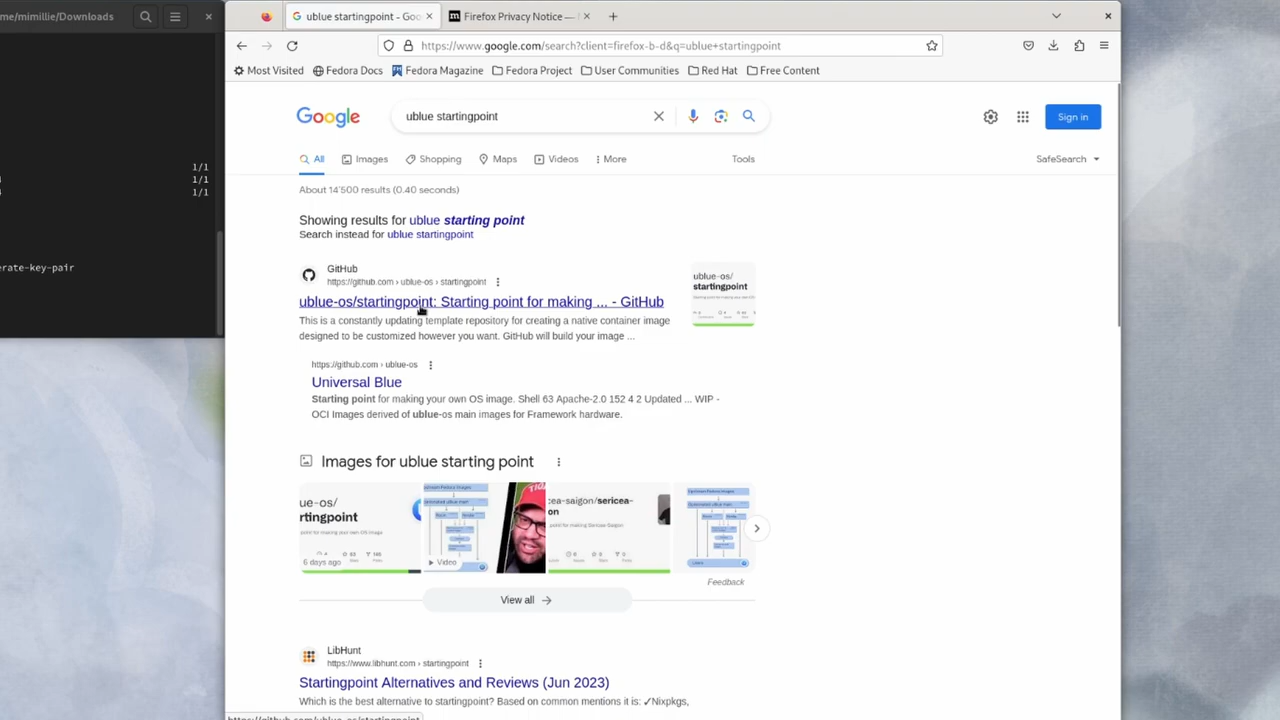 me/mimillie/Downloads
1/1
1/1
1/1
erate-key-pair
ublue startingpoint - Goo
Firefox Privacy Notice —
https://www.google.com/search?client=firefox-b-d&q=ublue+startingpoint
Most Visited
Fedora Docs
Fedora Magazine
Fedora Project
User Communities
Red Hat
Free Content
Google
ublue startingpoint
Sign in
All
Images
Shopping
Maps
Videos
More
Tools
SafeSearch
About 14'500 results (0.40 seconds)
Showing results for ublue starting point
Search instead for ublue startingpoint
GitHub
https://github.com › ublue-os › startingpoint
ublue-os/startingpoint: Starting point for making ... - GitHub
This is a constantly updating template repository for creating a native container image
designed to be customized however you want. GitHub will build your image ...
ublue-os/
startingpoint
https://github.com › ublue-os
Universal Blue
Starting point for making your own OS image. Shell 63 Apache-2.0 152 4 2 Updated ... WIP -
OCI Images derived of ublue-os main images for Framework hardware.
Images for ublue starting point
ue-os/
rtingpoint
6 days ago
Video
:ea-saigon/sericea-
on
Feedback
View all
LibHunt
https://www.libhunt.com › startingpoint
Startingpoint Alternatives and Reviews (Jun 2023)
Which is the best alternative to startingpoint? Based on common mentions it is: ✓Nixpkgs,
https://github.com/ublue-os/startingpoint